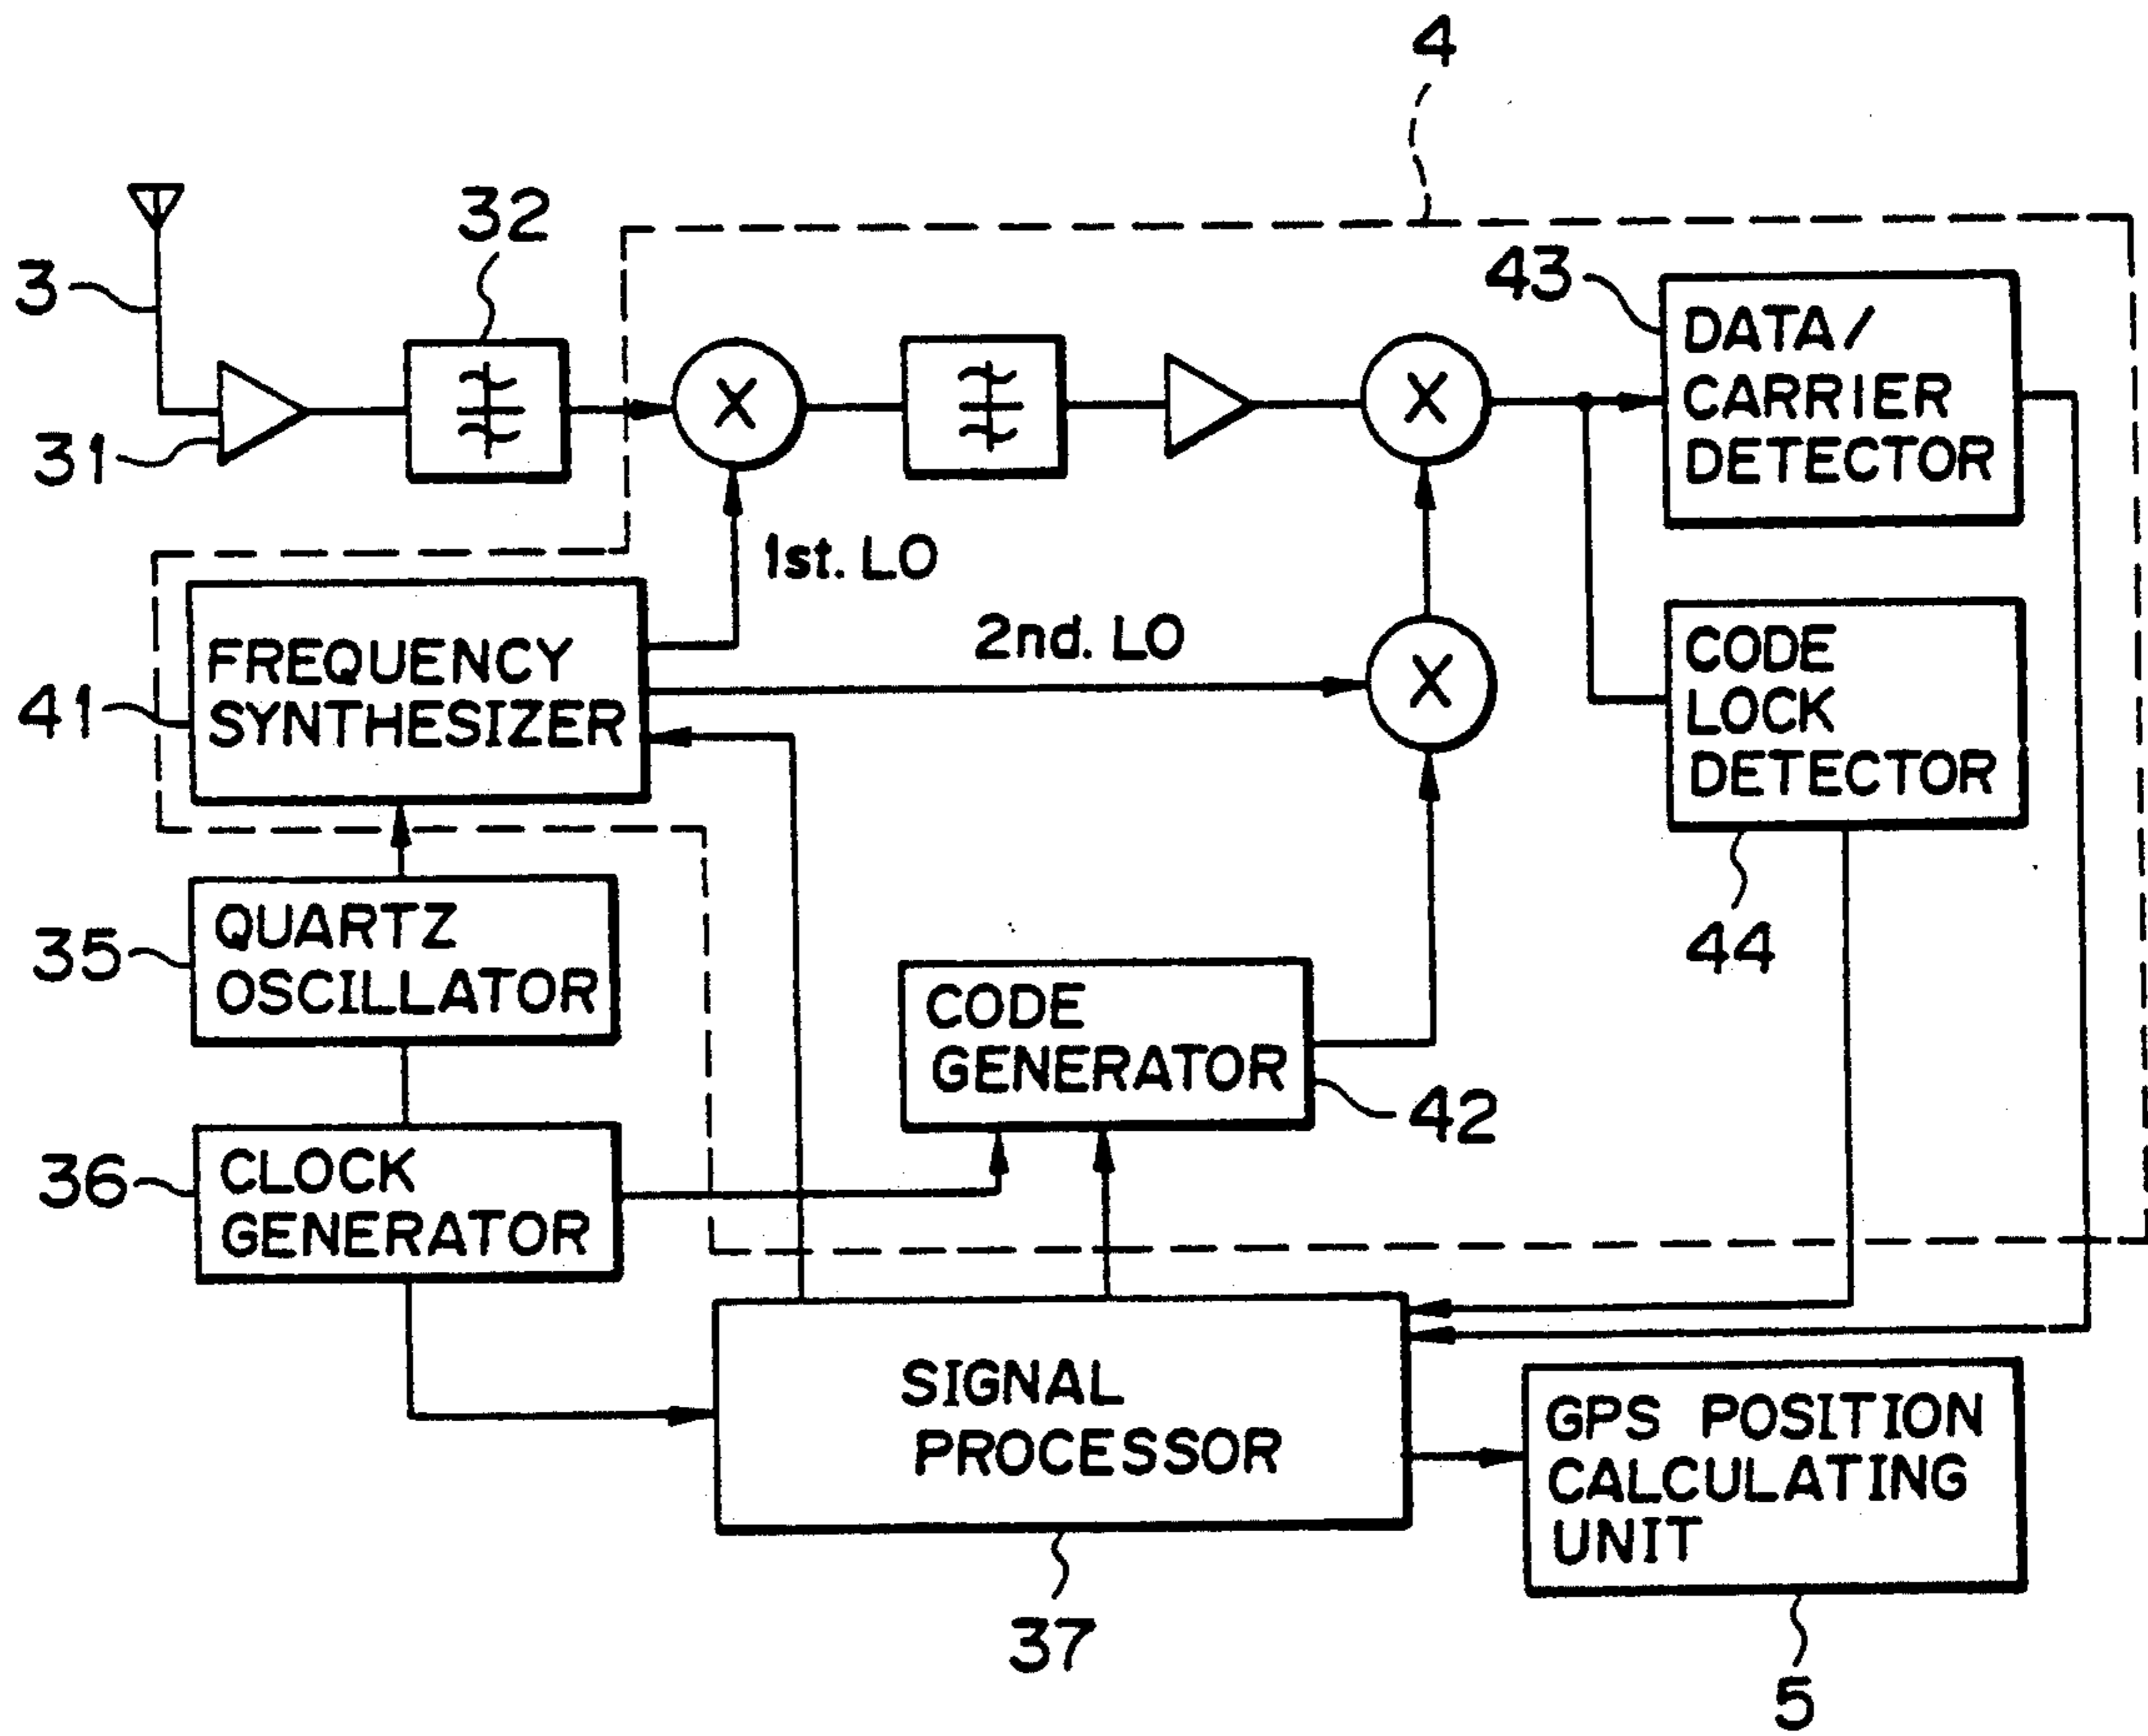 4
32
3
31
43
DATA/
CARRIER
DETECTOR
1st. LO
2nd. LO
FREQUENCY
SYNTHESIZER
41
CODE
LOCK
DETECTOR
44
QUARTZ
OSCILLATOR
35
CODE
GENERATOR
42
CLOCK
GENERATOR
36
SIGNAL
PROCESSOR
37
GPS POSITION
CALCULATING
UNIT
5